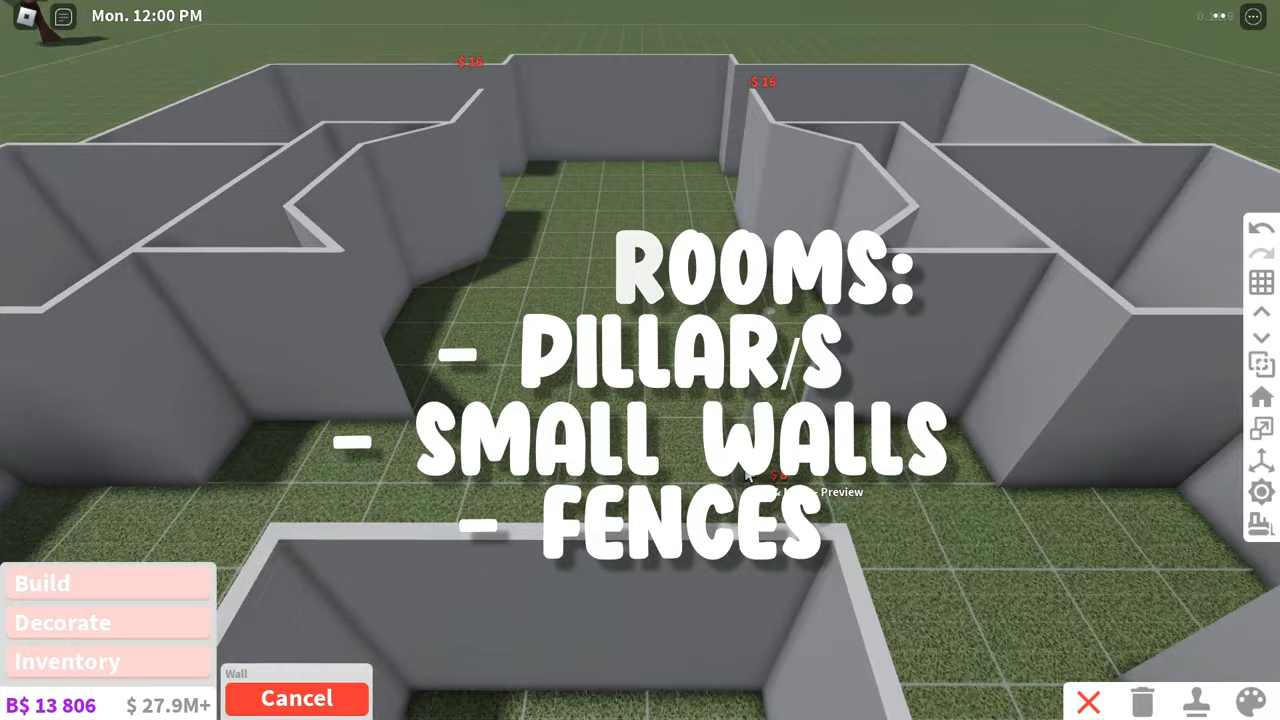 Mon. 12:00 PM
-$ 16
-$ 16
ROOMS:
- PILLAR/S
- SMALL WALLS
- FENCES
Preview
Build
Decorate
Inventory
B$ 13 806
$ 27.9M+
Wall
Cancel